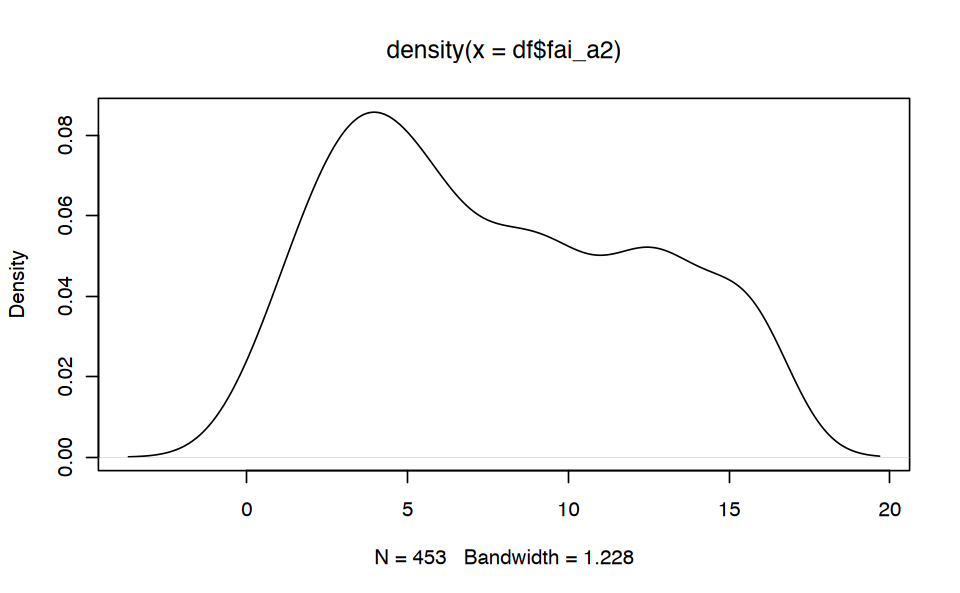 density(x = df$fai_a2)
Density
0.08
0.06
0.04
0.02
0.00
0 5 10 15 20
N = 453 Bandwidth = 1.228